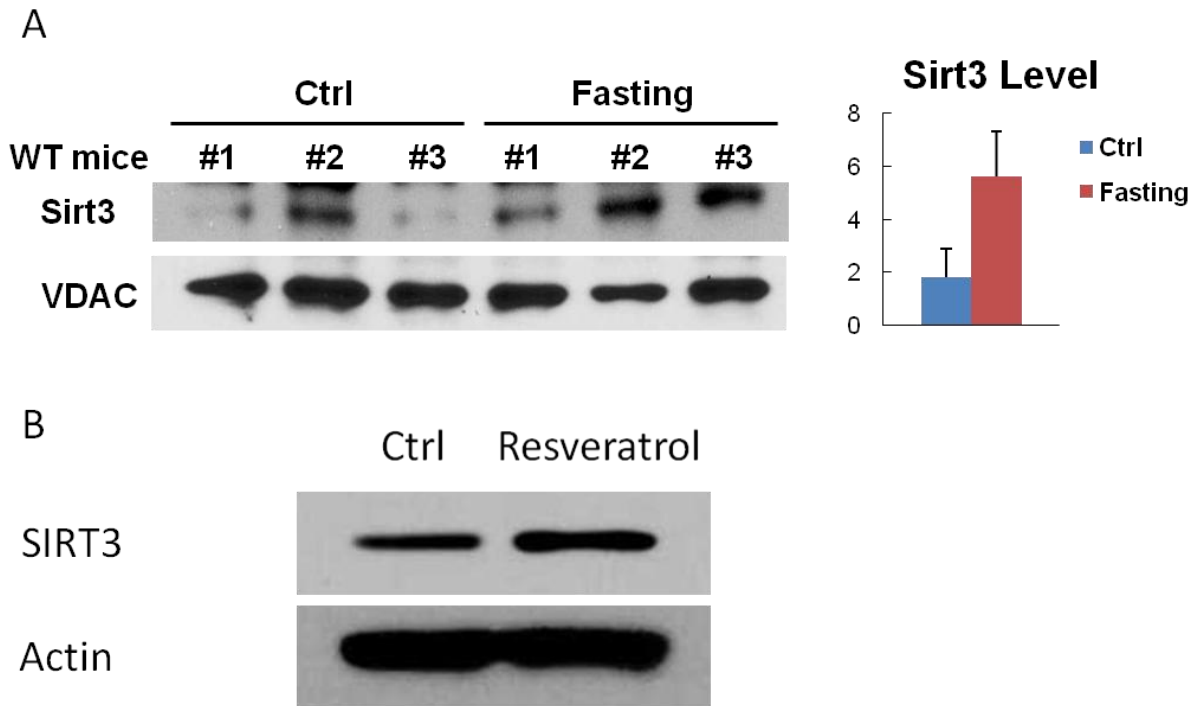 A
Ctrl Fasting
WT mice #1 #2 #3 #1 #2 #3
Sirt3
VDAC
Sirt3 Level
8
6
4
2
0
Ctrl
Fasting
B
Ctrl Resveratrol
SIRT3
Actin